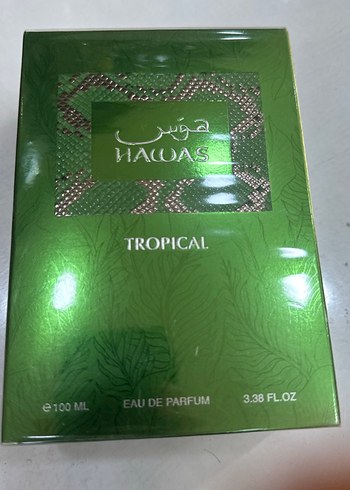 هوس
HAWAS
TROPICAL
℮100 ML EAU DE PARFUM 3.38 FL.OZ